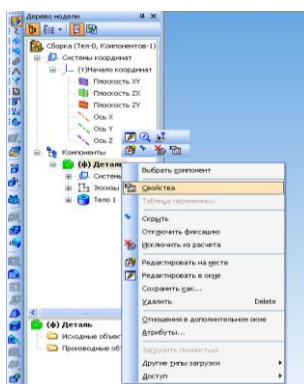 Дерево модели
Сборка (Тел-0, Компонентов-1)
Системы координат
(т)Начало координат
Плоскость XY
Плоскость ZX
Плоскость ZY
Ось X
Ось Y
Ось Z
Компоненты
(ф) Деталь
Систем
Эскизы
Тело 1
Выбрать компонент
Свойства
Таблица переменных
Скрыть
Отключить фиксацию
Исключить из расчета
Редактировать на месте
Редактировать в окне
Сохранить как...
Удалить Delete
Отношения в дополнительном окне
Атрибуты...
Загрузить полностью
Другие типы загрузки
Доступ
(ф) Деталь
Исходные объек
Производные об